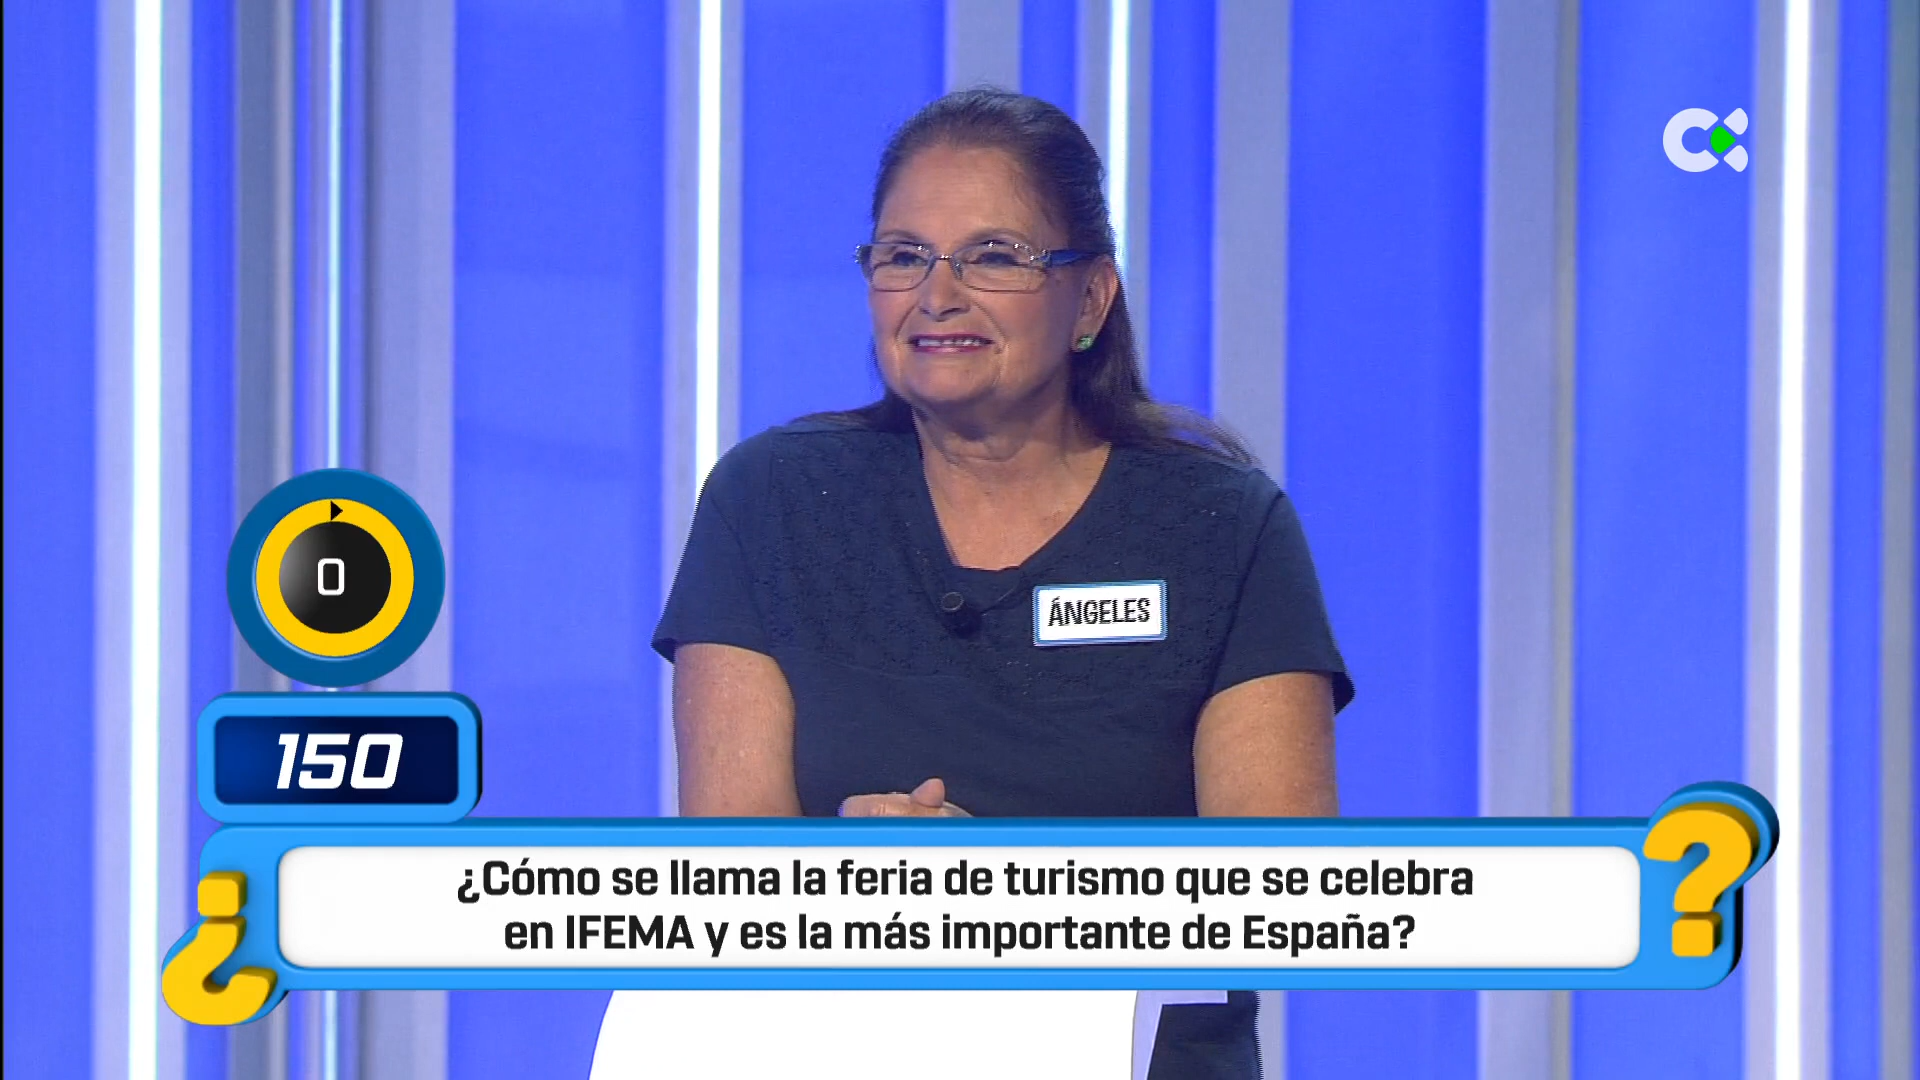 ÁNGELES
0
150
¿Cómo se llama la feria de turismo que se celebra
en IFEMA y es la más importante de España?